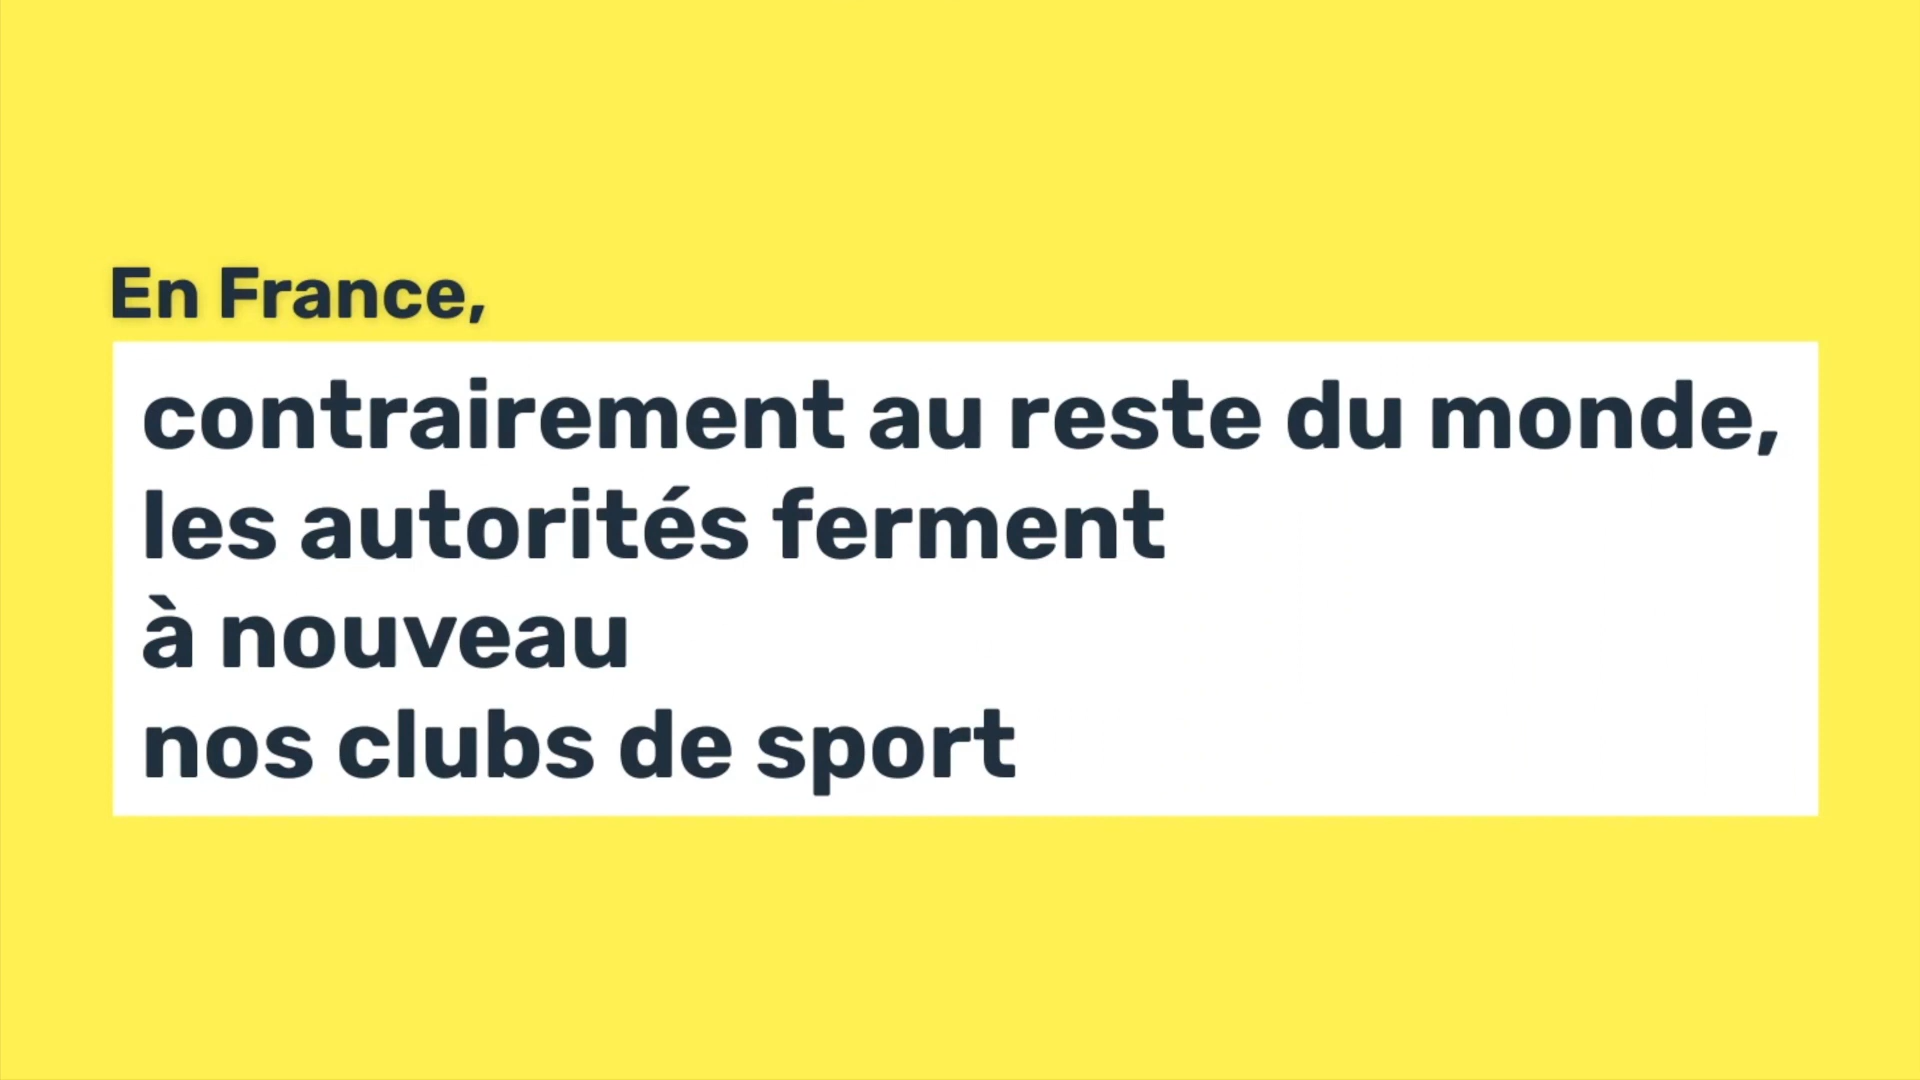 En France,
contrairement au reste du monde,
les autorités ferment
à nouveau
nos clubs de sport